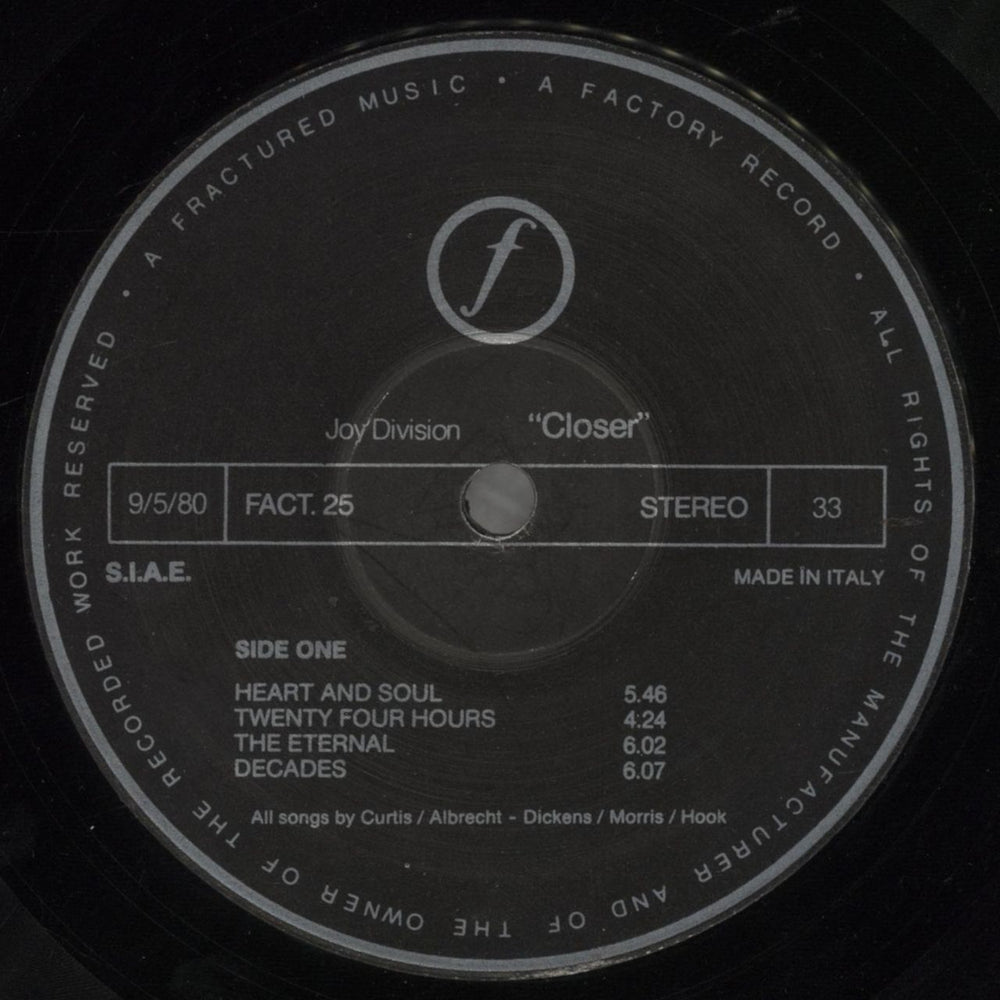 A FRACTURED MUSIC • A FACTORY RECORD • ALL RIGHTS OF THE MANUFACTURER AND OF THE OWNER OF THE RECORDED WORK RESERVED •
f
Joy Division "Closer"
9/5/80 FACT. 25 STEREO 33
S.I.A.E. MADE IN ITALY
SIDE ONE
HEART AND SOUL 5.46
TWENTY FOUR HOURS 4:24
THE ETERNAL 6.02
DECADES 6.07
All songs by Curtis / Albrecht - Dickens / Morris / Hook